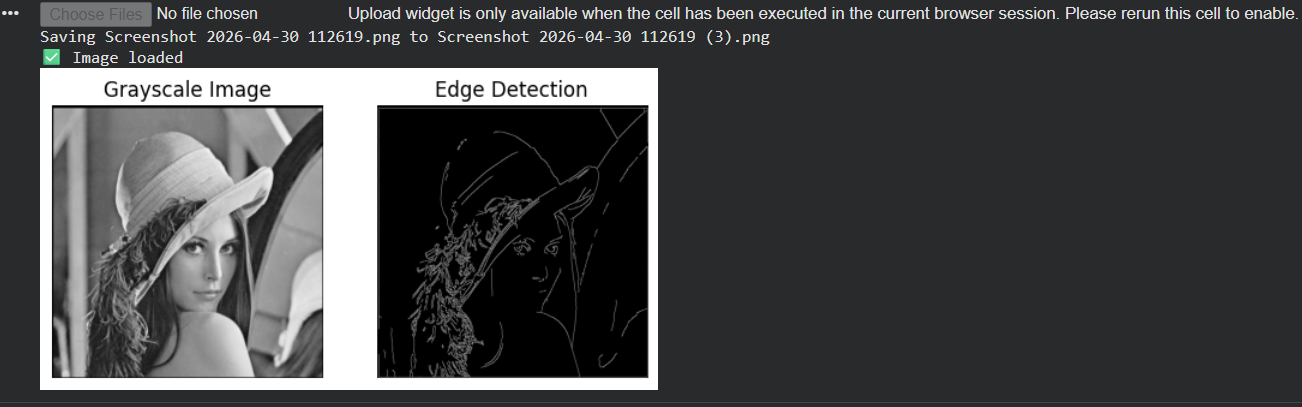 ••• Choose Files No file chosen Upload widget is only available when the cell has been executed in the current browser session. Please rerun this cell to enable.
Saving Screenshot 2026-04-30 112619.png to Screenshot 2026-04-30 112619 (3).png
✅ Image loaded
Grayscale Image Edge Detection